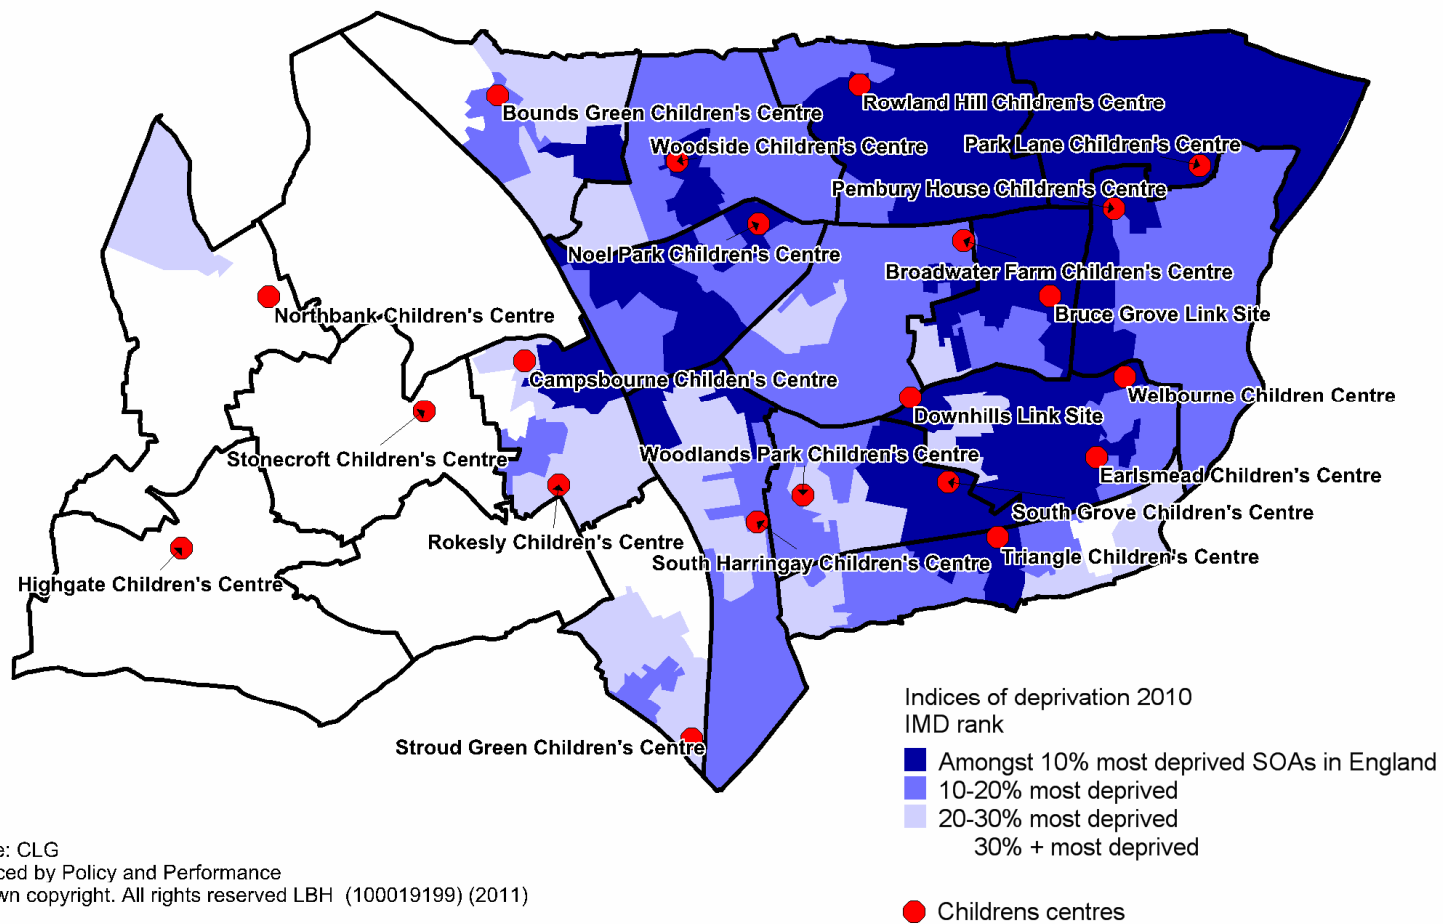 Bounds Green Children's Centre
Rowland Hill Children's Centre
Woodside Children's Centre
Park Lane Children's Centre
Pembury House Children's Centre
Noel Park Children's Centre
Broadwater Farm Children's Centre
Northbank Children's Centre
Bruce Grove Link Site
Campsbourne Childen's Centre
Welbourne Children Centre
Downhills Link Site
Stonecroft Children's Centre
Woodlands Park Children's Centre
Earlsmead Children's Centre
South Grove Children's Centre
Rokesly Children's Centre
South Harringay Children's Centre
Triangle Children's Centre
Highgate Children's Centre
Stroud Green Children's Centre
Indices of deprivation 2010
IMD rank
Amongst 10% most deprived SOAs in England
10-20% most deprived
20-30% most deprived
30% + most deprived
Childrens centres
e: CLG
ced by Policy and Performance
wn copyright. All rights reserved LBH (100019199) (2011)